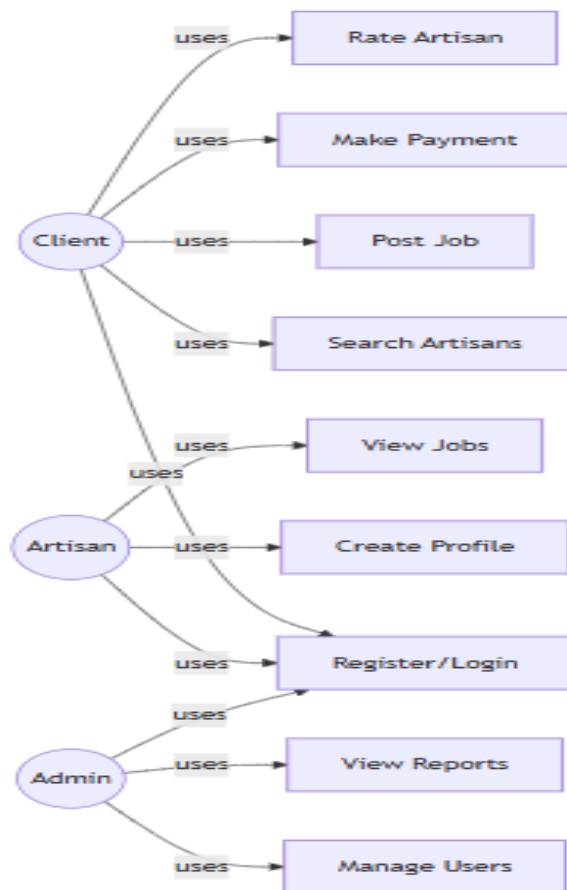 uses
Rate Artisan
uses
Make Payment
Client
uses
Post Job
uses
Search Artisans
uses
View Jobs
uses
Artisan
uses
Create Profile
uses
Register/Login
uses
Admin
uses
View Reports
uses
Manage Users